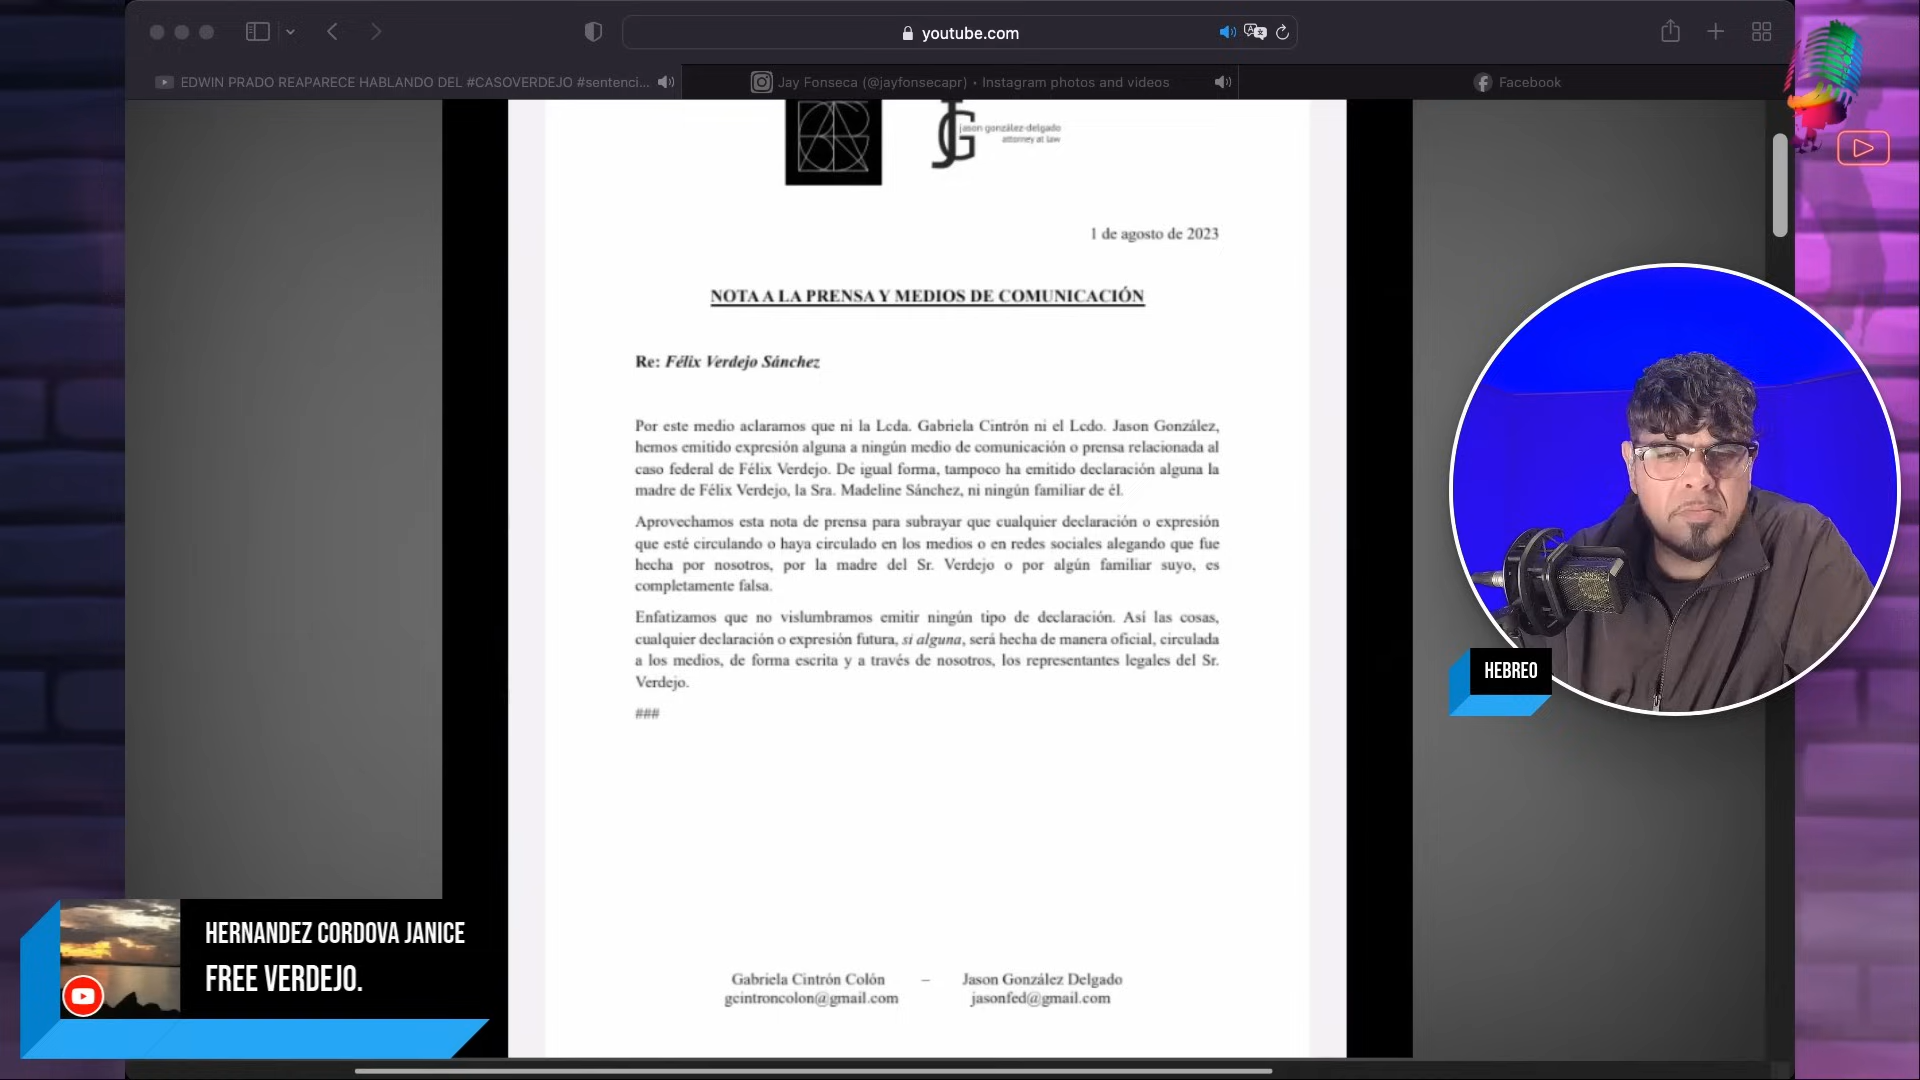 youtube.com
EDWIN PRADO REAPARECE HABLANDO DEL #CASOVERDEJO #sentenci...
Jay Fonseca (@jayfonsecapr) • Instagram photos and videos
Facebook
JG
jason gonzález-delgado
attorney at law
1 de agosto de 2023
NOTA A LA PRENSA Y MEDIOS DE COMUNICACIÓN
Re: Félix Verdejo Sánchez
Por este medio aclaramos que ni la Lcda. Gabriela Cintrón ni el Lcdo. Jason González,
hemos emitido expresión alguna a ningún medio de comunicación o prensa relacionada al
caso federal de Félix Verdejo. De igual forma, tampoco ha emitido declaración alguna la
madre de Félix Verdejo, la Sra. Madeline Sánchez, ni ningún familiar de él.
Aprovechamos esta nota de prensa para subrayar que cualquier declaración o expresión
que esté circulando o haya circulado en los medios o en redes sociales alegando que fue
hecha por nosotros, por la madre del Sr. Verdejo o por algún familiar suyo, es
completamente falsa.
Enfatizamos que no vislumbramos emitir ningún tipo de declaración. Así las cosas,
cualquier declaración o expresión futura, si alguna, será hecha de manera oficial, circulada
a los medios, de forma escrita y a través de nosotros, los representantes legales del Sr.
Verdejo.
###
Gabriela Cintrón Colón – Jason González Delgado
gcintroncolon@gmail.com jasonfed@gmail.com
HEBREO
HERNANDEZ CORDOVA JANICE
FREE VERDEJO.